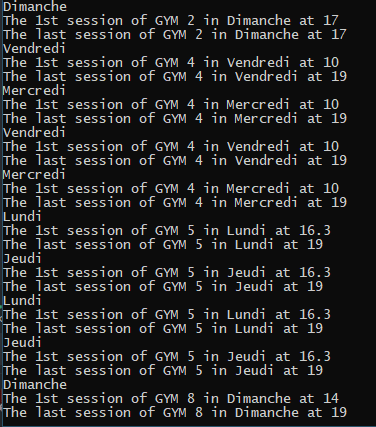 Dimanche
The 1st session of GYM 2 in Dimanche at 17
The last session of GYM 2 in Dimanche at 17
Vendredi
The 1st session of GYM 4 in Vendredi at 10
The last session of GYM 4 in Vendredi at 19
Mercredi
The 1st session of GYM 4 in Mercredi at 10
The last session of GYM 4 in Mercredi at 19
Vendredi
The 1st session of GYM 4 in Vendredi at 10
The last session of GYM 4 in Vendredi at 19
Mercredi
The 1st session of GYM 4 in Mercredi at 10
The last session of GYM 4 in Mercredi at 19
Lundi
The 1st session of GYM 5 in Lundi at 16.3
The last session of GYM 5 in Lundi at 19
Jeudi
The 1st session of GYM 5 in Jeudi at 16.3
The last session of GYM 5 in Jeudi at 19
Lundi
The 1st session of GYM 5 in Lundi at 16.3
The last session of GYM 5 in Lundi at 19
Jeudi
The 1st session of GYM 5 in Jeudi at 16.3
The last session of GYM 5 in Jeudi at 19
Dimanche
The 1st session of GYM 8 in Dimanche at 14
The last session of GYM 8 in Dimanche at 19